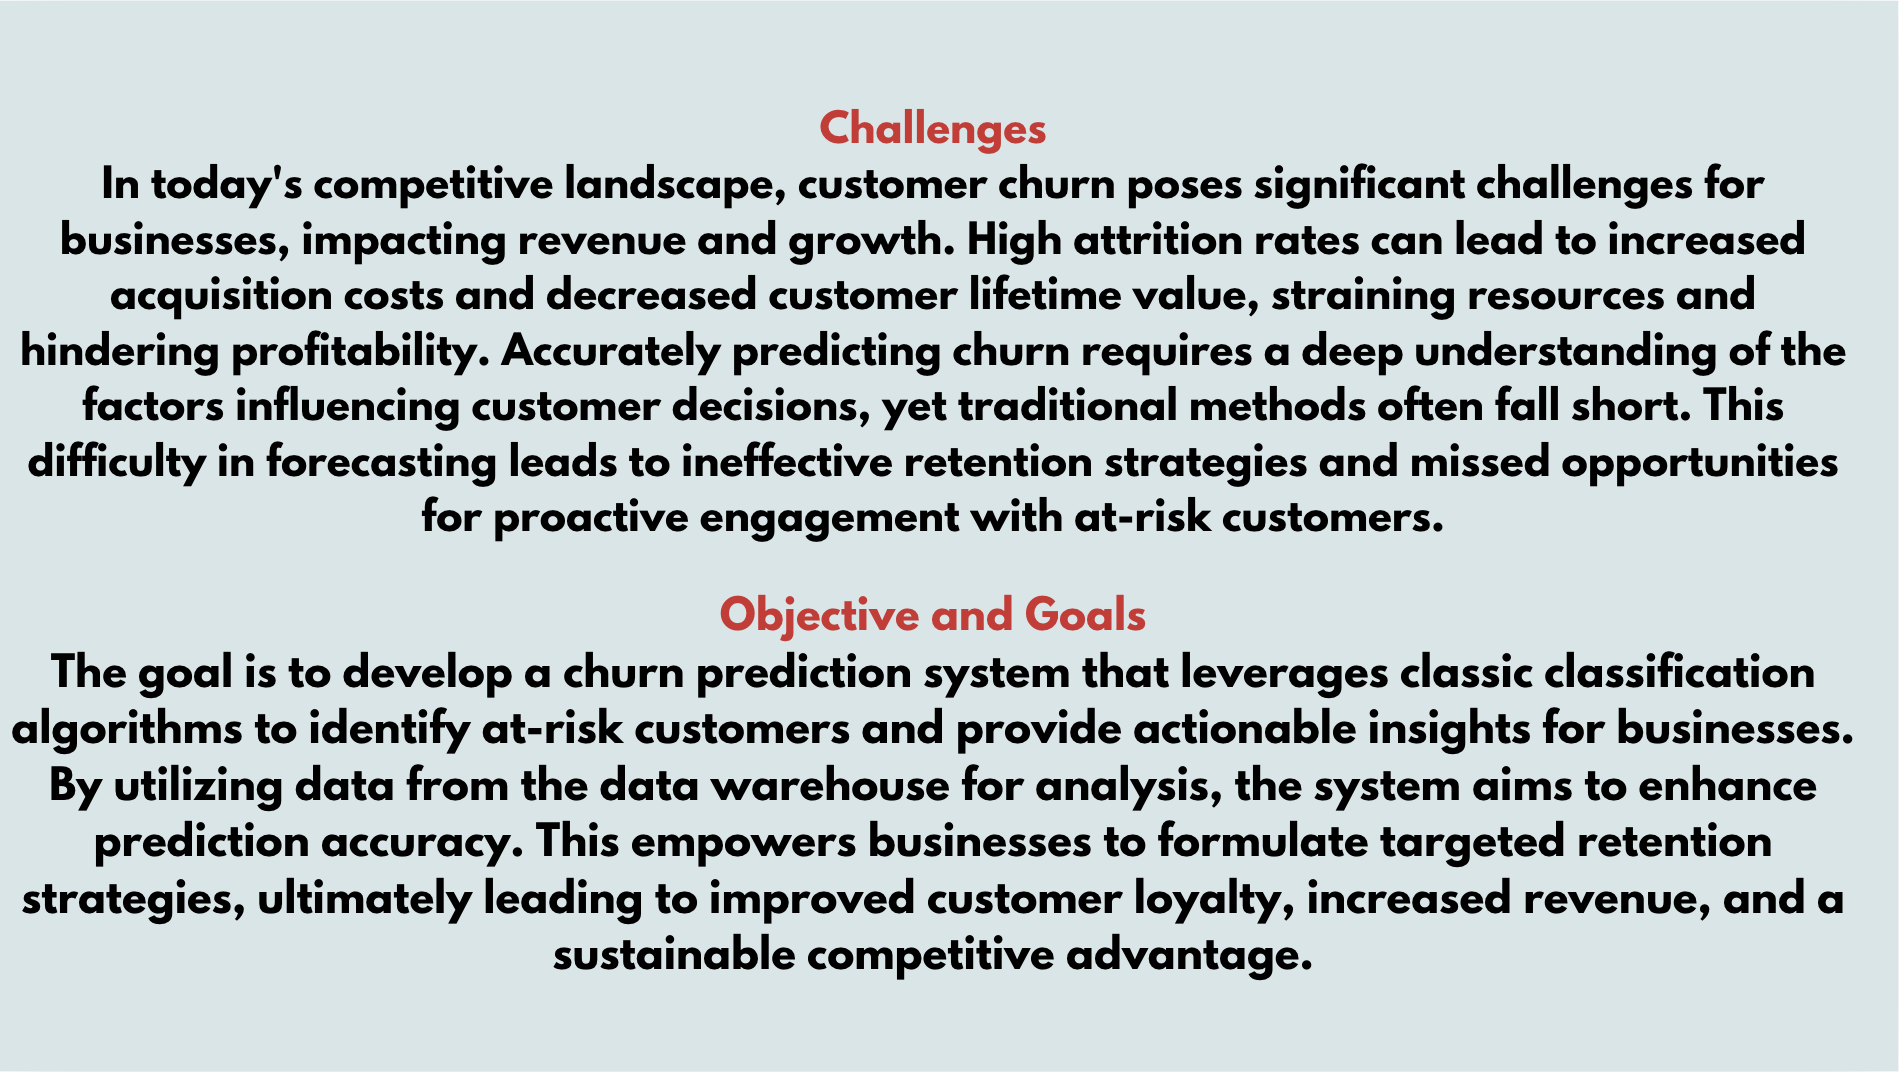 Challenges
In today's competitive landscape, customer churn poses significant challenges for
businesses, impacting revenue and growth. High attrition rates can lead to increased
acquisition costs and decreased customer lifetime value, straining resources and
hindering profitability. Accurately predicting churn requires a deep understanding of the
factors influencing customer decisions, yet traditional methods often fall short. This
difficulty in forecasting leads to ineffective retention strategies and missed opportunities
for proactive engagement with at-risk customers.
Objective and Goals
The goal is to develop a churn prediction system that leverages classic classification
algorithms to identify at-risk customers and provide actionable insights for businesses.
By utilizing data from the data warehouse for analysis, the system aims to enhance
prediction accuracy. This empowers businesses to formulate targeted retention
strategies, ultimately leading to improved customer loyalty, increased revenue, and a
sustainable competitive advantage.